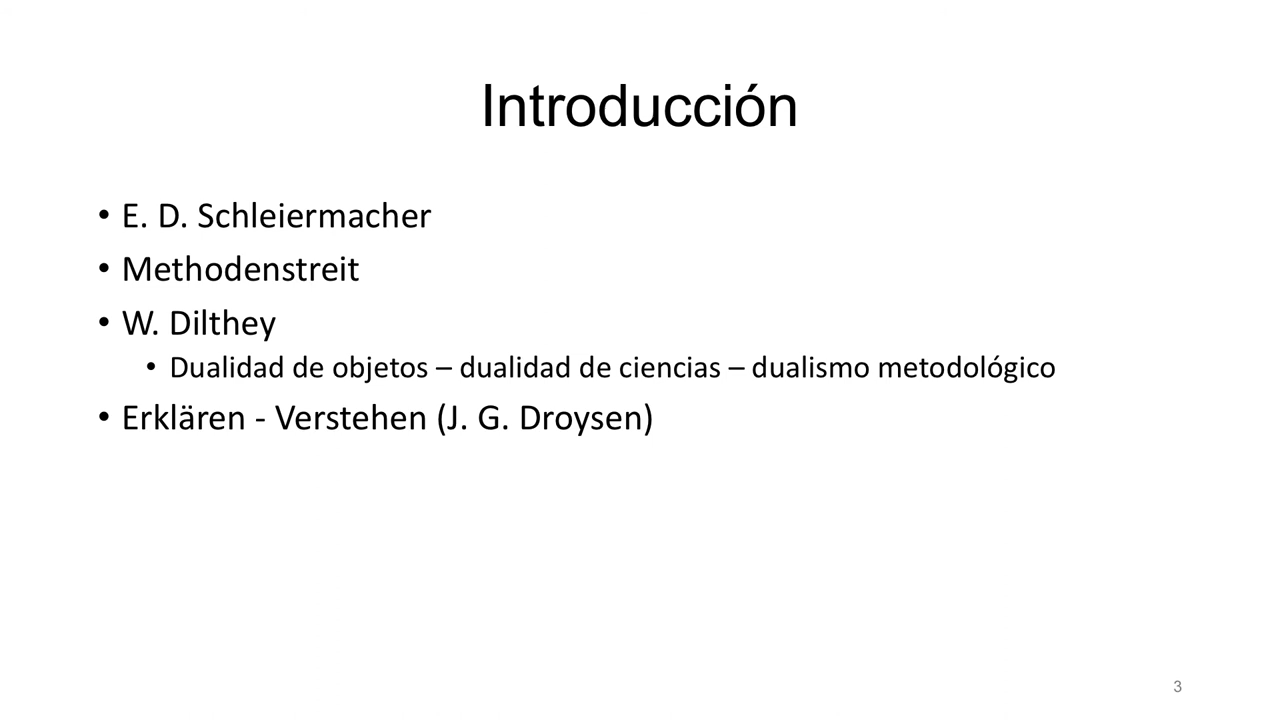 Introducción
• E. D. Schleiermacher
• Methodenstreit
• W. Dilthey
• Dualidad de objetos – dualidad de ciencias – dualismo metodológico
• Erklären - Verstehen (J. G. Droysen)
3